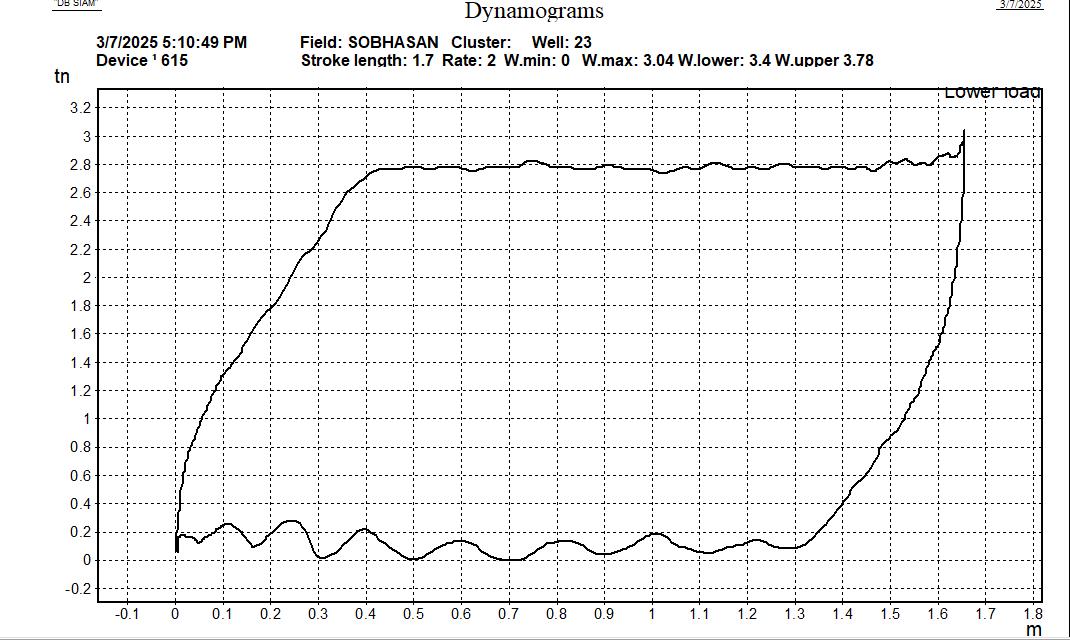 "DB SIAM"
3/7/2025
Dynamograms
3/7/2025 5:10:49 PM Field: SOBHASAN Cluster: Well: 23
Device ¹ 615 Stroke length: 1.7 Rate: 2 W.min: 0 W.max: 3.04 W.lower: 3.4 W.upper 3.78
tn
Lower load
3.2
3
2.8
2.6
2.4
2.2
2
1.8
1.6
1.4
1.2
1
0.8
0.6
0.4
0.2
0
-0.2
-0.1 0 0.1 0.2 0.3 0.4 0.5 0.6 0.7 0.8 0.9 1 1.1 1.2 1.3 1.4 1.5 1.6 1.7 1.8
m